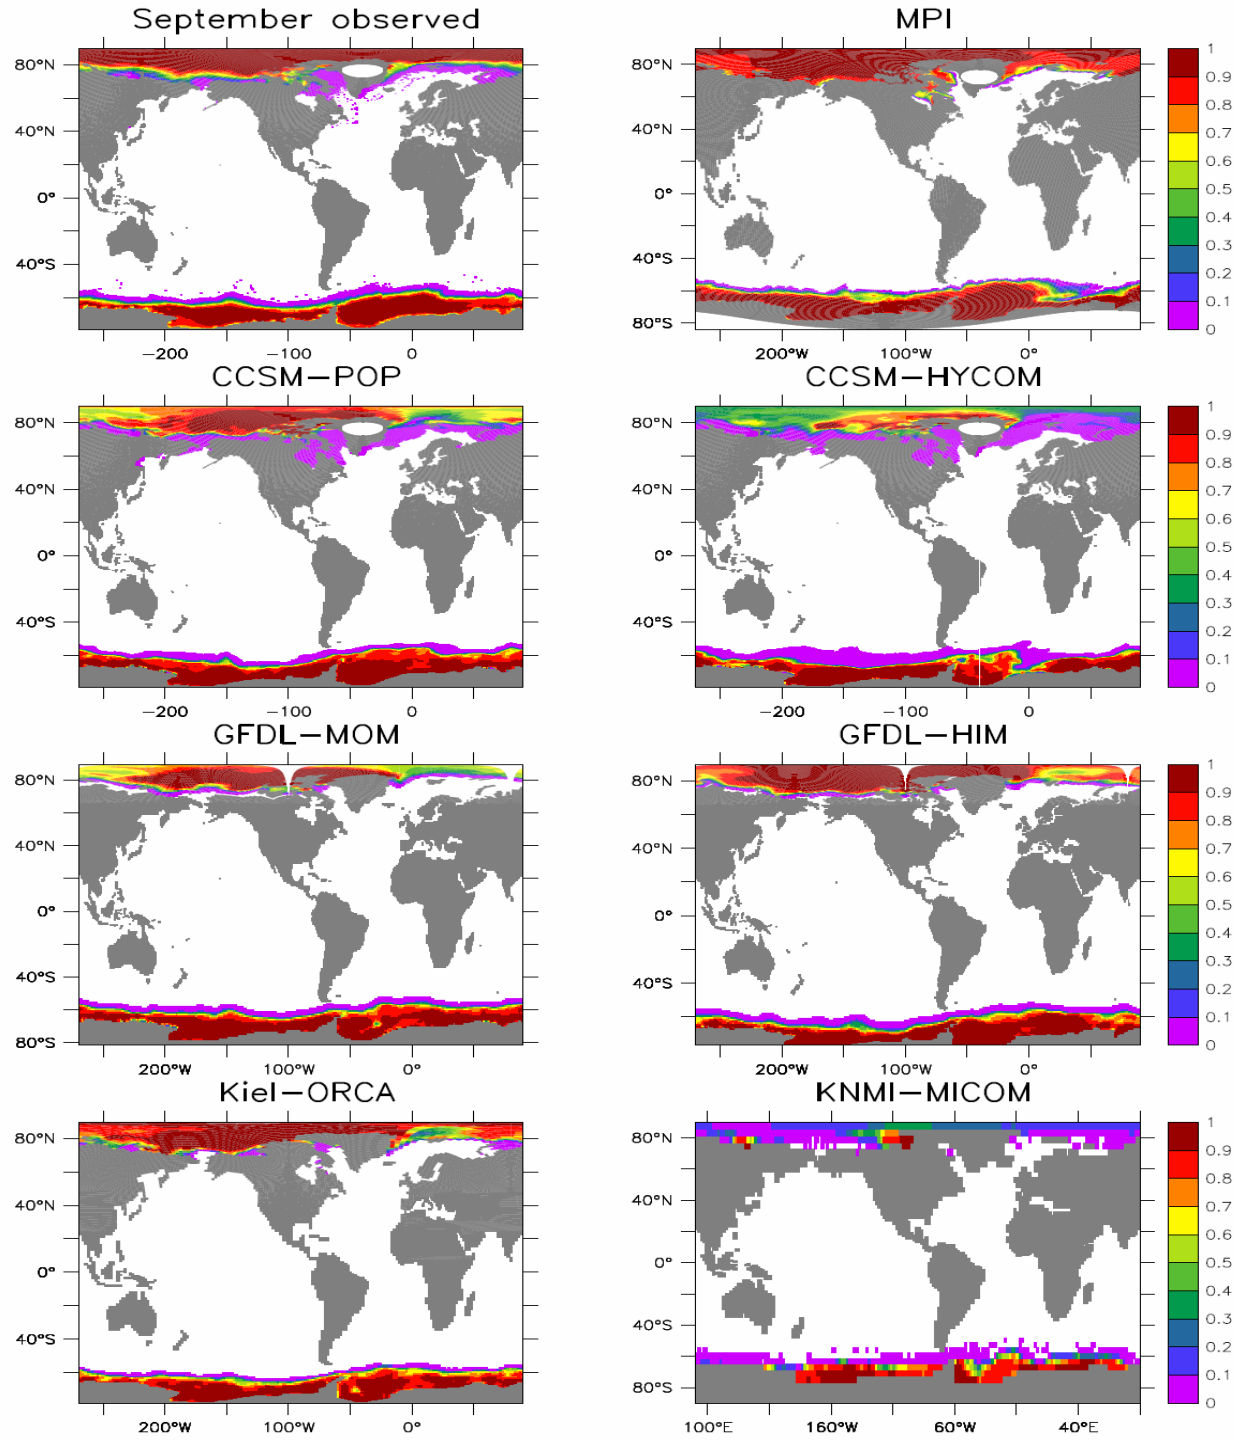 September observed
MPI
80°N
40°N
0°
40°S
−200
−100
0
80°N
40°N
0°
40°S
80°S
200°W
100°W
0°
1
0.9
0.8
0.7
0.6
0.5
0.4
0.3
0.2
0.1
0
CCSM−POP
CCSM−HYCOM
80°N
40°N
0°
40°S
−200
−100
0
80°N
40°N
0°
40°S
−200
−100
0
1
0.9
0.8
0.7
0.6
0.5
0.4
0.3
0.2
0.1
0
GFDL−MOM
GFDL−HIM
80°N
40°N
0°
40°S
80°S
200°W
100°W
0°
80°N
40°N
0°
40°S
200°W
100°W
0°
1
0.9
0.8
0.7
0.6
0.5
0.4
0.3
0.2
0.1
0
Kiel−ORCA
KNMI−MICOM
80°N
40°N
0°
40°S
200°W
100°W
0°
80°N
40°N
0°
40°S
80°S
100°E
160°W
60°W
40°E
1
0.9
0.8
0.7
0.6
0.5
0.4
0.3
0.2
0.1
0